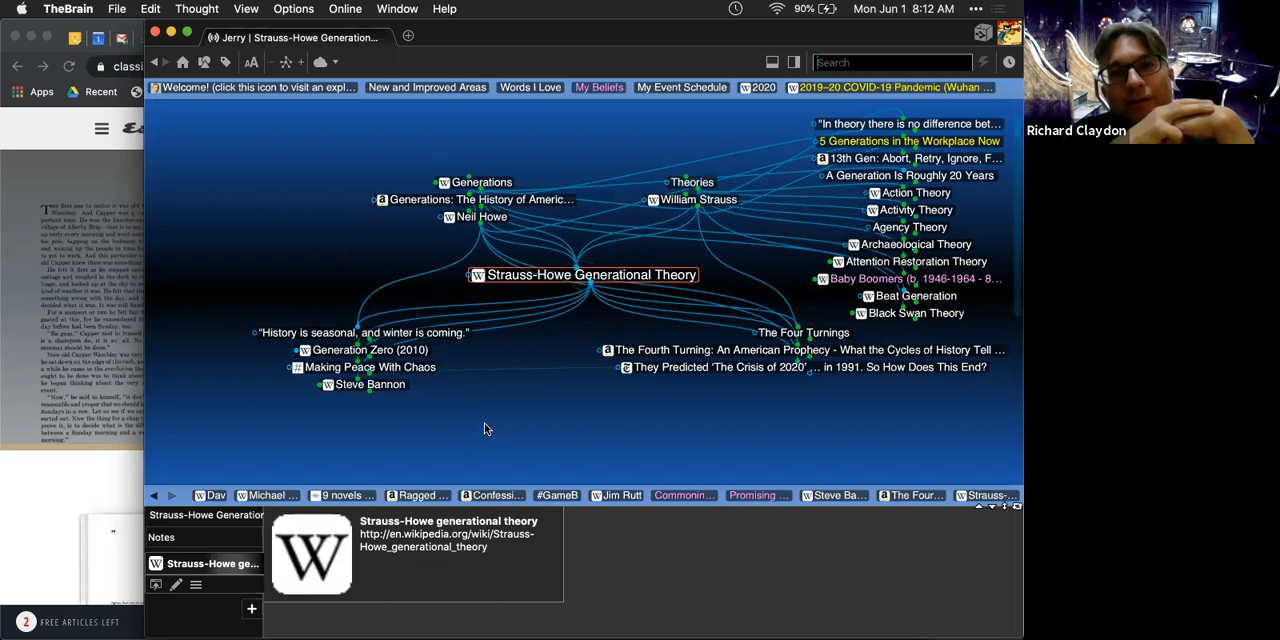 TheBrain File Edit Thought View Options Online Window Help 90% Mon Jun 1 8:12 AM
Jerry | Strauss-Howe Generation...
classi
Search
Apps Recent
Welcome! (click this icon to visit an expl... New and Improved Areas Words I Love My Beliefs My Event Schedule 2020 2019–20 COVID-19 Pandemic (Wuhan ...
Richard Claydon
"In theory there is no difference bet...
5 Generations in the Workplace Now
13th Gen: Abort, Retry, Ignore, F...
A Generation Is Roughly 20 Years
Action Theory
Activity Theory
Agency Theory
Archaeological Theory
Attention Restoration Theory
Baby Boomers (b. 1946-1964 - 8...
Beat Generation
Black Swan Theory
Generations
Generations: The History of Americ...
Neil Howe
Theories
William Strauss
Strauss-Howe Generational Theory
"History is seasonal, and winter is coming."
Generation Zero (2010)
Making Peace With Chaos
Steve Bannon
The Four Turnings
The Fourth Turning: An American Prophecy - What the Cycles of History Tell ...
They Predicted 'The Crisis of 2020' ... in 1991. So How Does This End?
Dav Michael ... 9 novels ... Ragged ... Confessi... #GameB Jim Rutt Commonin... Promising ... Steve Ba... The Four... Strauss-...
Strauss-Howe Generation
Notes
Strauss-Howe ge...
Strauss-Howe generational theory
http://en.wikipedia.org/wiki/Strauss-
Howe_generational_theory
2 FREE ARTICLES LEFT